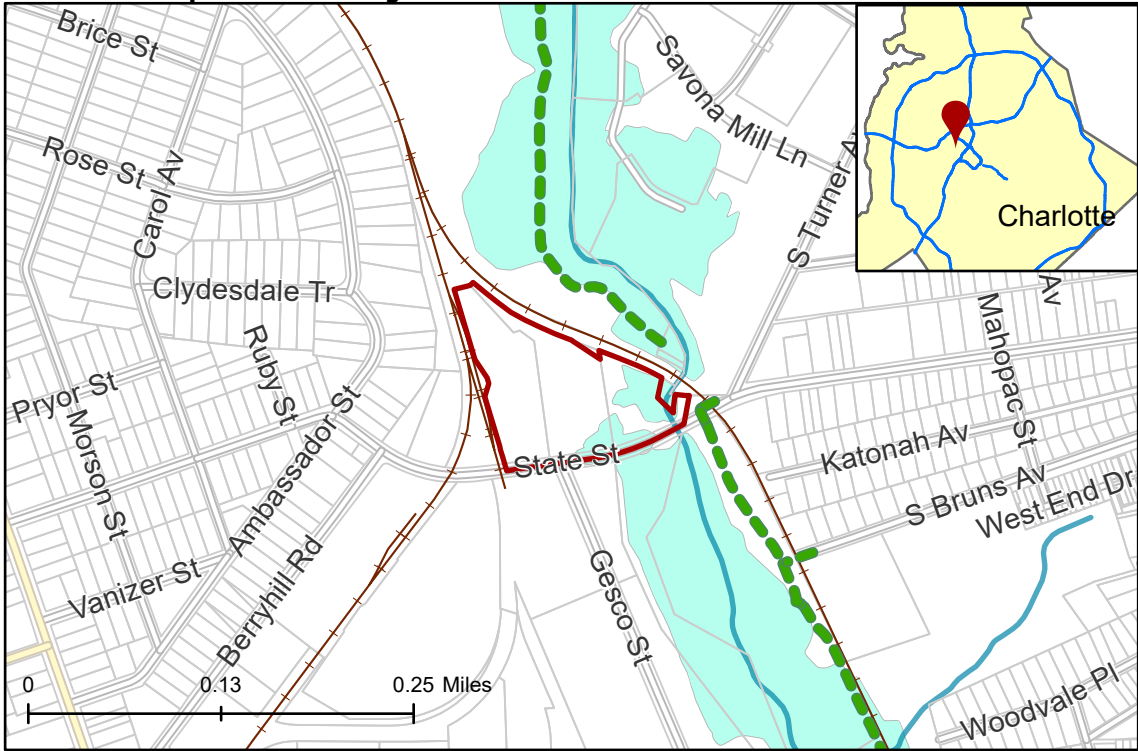 Brice St
Savona Mill Ln
Rose St
Carol Av
S Turner A
Charlotte
Clydesdale Tr
Av
Mahopac St
Ruby St
Pryor St
Morson St
Ambassador St
State St
Katonah Av
S Bruns Av
West End Dr
Vanizer St
Berryhill Rd
Gesco St
Woodvale Pl
0
0.13
0.25 Miles